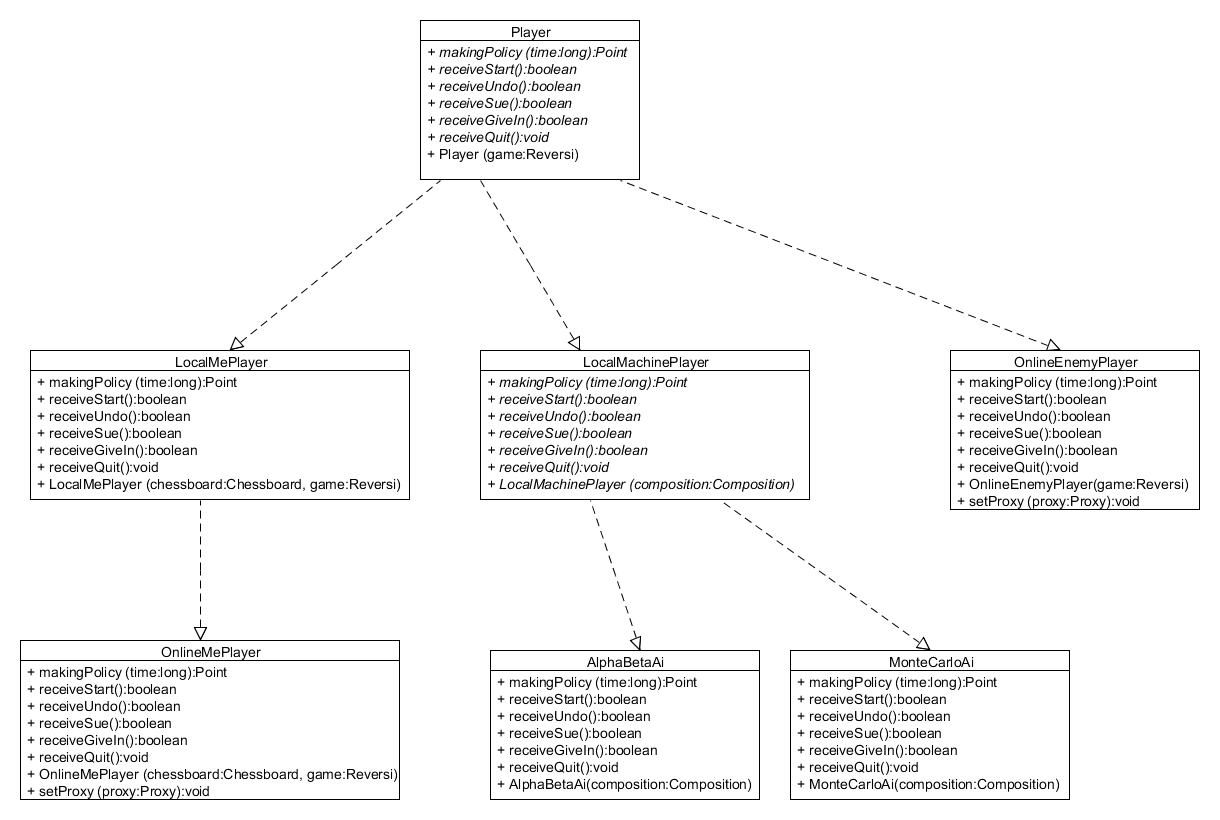 Player
+ makingPolicy (time:long):Point
+ receiveStart():boolean
+ receiveUndo():boolean
+ receiveSue():boolean
+ receiveGiveIn():boolean
+ receiveQuit():void
+ Player (game:Reversi)
LocalMePlayer
+ makingPolicy (time:long):Point
+ receiveStart():boolean
+ receiveUndo():boolean
+ receiveSue():boolean
+ receiveGiveIn():boolean
+ receiveQuit():void
+ LocalMePlayer (chessboard:Chessboard, game:Reversi)
LocalMachinePlayer
+ makingPolicy (time:long):Point
+ receiveStart():boolean
+ receiveUndo():boolean
+ receiveSue():boolean
+ receiveGiveIn():boolean
+ receiveQuit():void
+ LocalMachinePlayer (composition:Composition)
OnlineEnemyPlayer
+ makingPolicy (time:long):Point
+ receiveStart():boolean
+ receiveUndo():boolean
+ receiveSue():boolean
+ receiveGiveIn():boolean
+ receiveQuit():void
+ OnlineEnemyPlayer(game:Reversi)
+ setProxy (proxy:Proxy):void
OnlineMePlayer
+ makingPolicy (time:long):Point
+ receiveStart():boolean
+ receiveUndo():boolean
+ receiveSue():boolean
+ receiveGiveIn():boolean
+ receiveQuit():void
+ OnlineMePlayer (chessboard:Chessboard, game:Reversi)
+ setProxy (proxy:Proxy):void
AlphaBetaAi
+ makingPolicy (time:long):Point
+ receiveStart():boolean
+ receiveUndo():boolean
+ receiveSue():boolean
+ receiveGiveIn():boolean
+ receiveQuit():void
+ AlphaBetaAi(composition:Composition)
MonteCarloAi
+ makingPolicy (time:long):Point
+ receiveStart():boolean
+ receiveUndo():boolean
+ receiveSue():boolean
+ receiveGiveIn():boolean
+ receiveQuit():void
+ MonteCarloAi(composition:Composition)